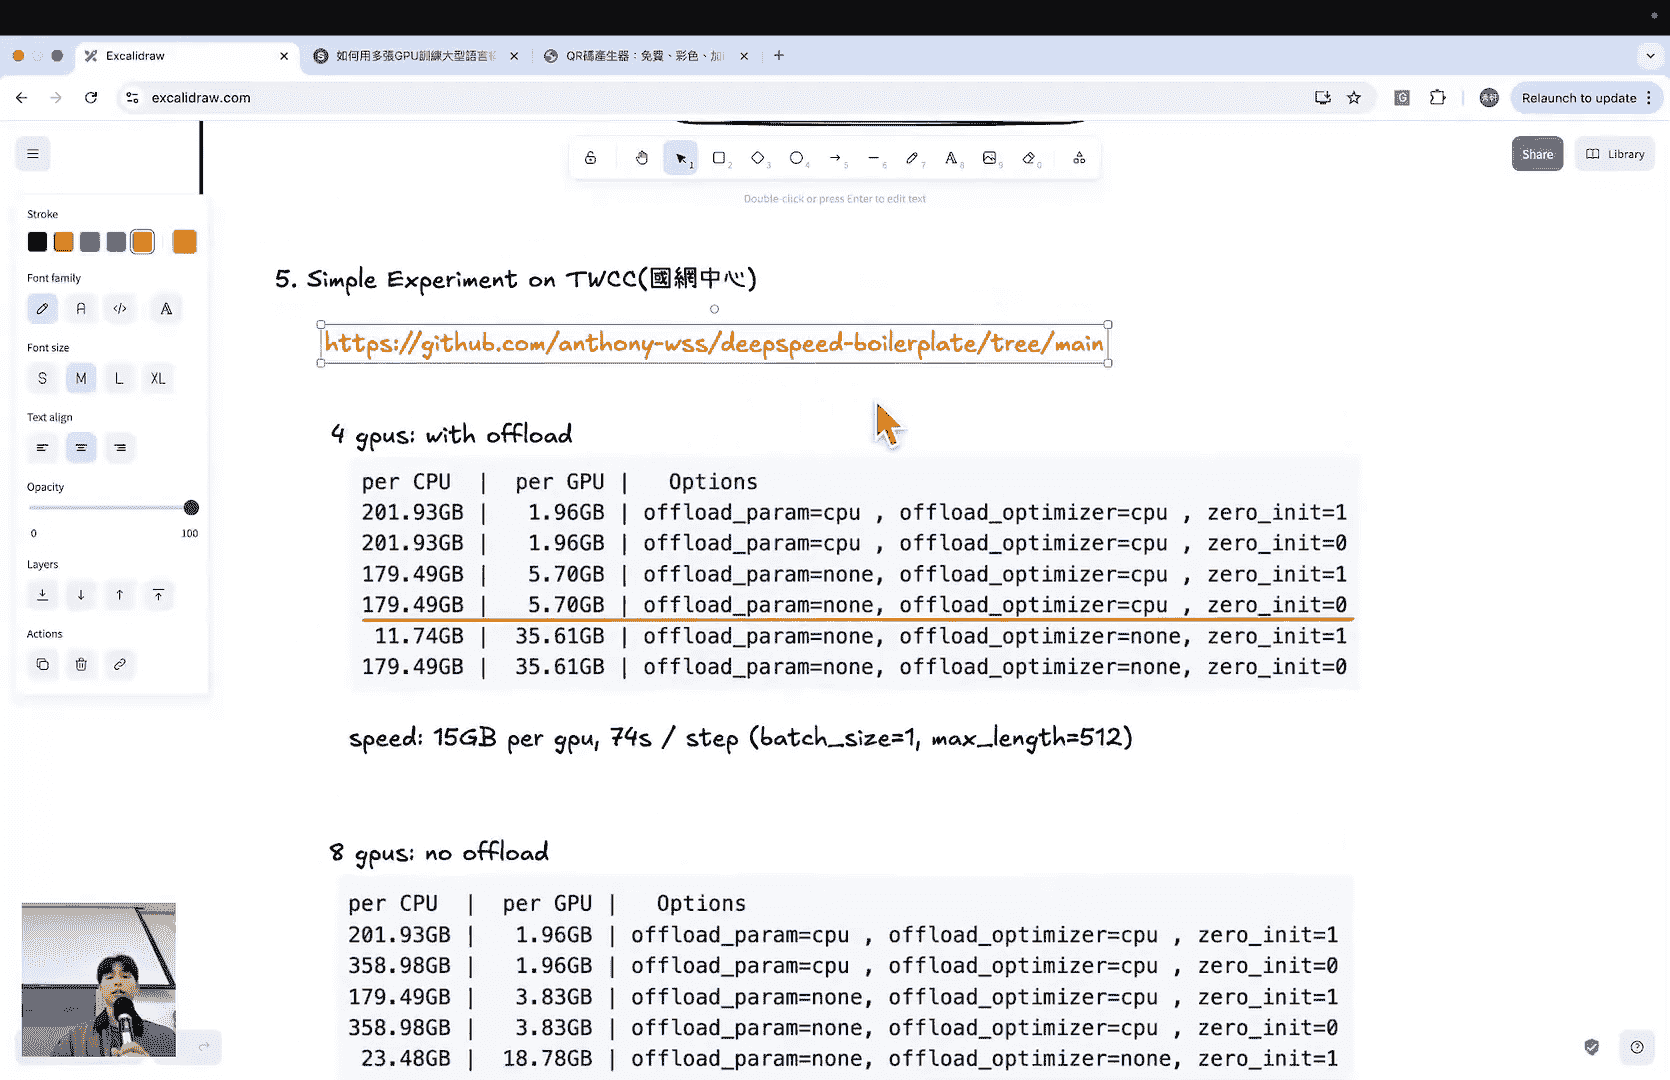 Excalidraw
如何用多張GPU訓練大型語言
QR碼產生器：免費、彩色、加
excalidraw.com
Relaunch to update
1 2 3 4 5 6 7 8 9 0
Share
Library
Double-click or press Enter to edit text
Stroke
Font family
Font size
S M L XL
Text align
Opacity
0 100
Layers
Actions
5. Simple Experiment on TWCC(國網中心)
https://github.com/anthony-wss/deepspeed-boilerplate/tree/main
4 gpus: with offload
per CPU | per GPU | Options
201.93GB | 1.96GB | offload_param=cpu , offload_optimizer=cpu , zero_init=1
201.93GB | 1.96GB | offload_param=cpu , offload_optimizer=cpu , zero_init=0
179.49GB | 5.70GB | offload_param=none, offload_optimizer=cpu , zero_init=1
179.49GB | 5.70GB | offload_param=none, offload_optimizer=cpu , zero_init=0
11.74GB | 35.61GB | offload_param=none, offload_optimizer=none, zero_init=1
179.49GB | 35.61GB | offload_param=none, offload_optimizer=none, zero_init=0
speed: 15GB per gpu, 74s / step (batch_size=1, max_length=512)
8 gpus: no offload
per CPU | per GPU | Options
201.93GB | 1.96GB | offload_param=cpu , offload_optimizer=cpu , zero_init=1
358.98GB | 1.96GB | offload_param=cpu , offload_optimizer=cpu , zero_init=0
179.49GB | 3.83GB | offload_param=none, offload_optimizer=cpu , zero_init=1
358.98GB | 3.83GB | offload_param=none, offload_optimizer=cpu , zero_init=0
23.48GB | 18.78GB | offload_param=none, offload_optimizer=none, zero_init=1